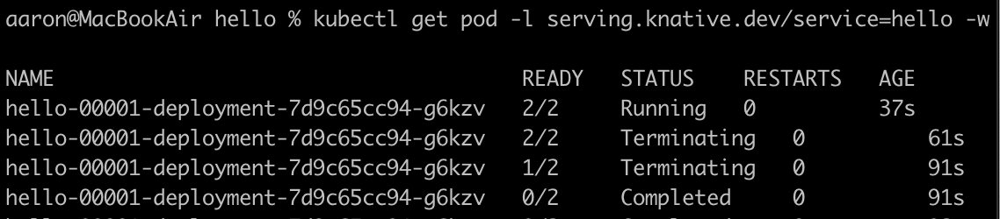 aaron@MacBookAir hello % kubectl get pod -l serving.knative.dev/service=hello -w
NAME READY STATUS RESTARTS AGE
hello-00001-deployment-7d9c65cc94-g6kzv 2/2 Running 0 37s
hello-00001-deployment-7d9c65cc94-g6kzv 2/2 Terminating 0 61s
hello-00001-deployment-7d9c65cc94-g6kzv 1/2 Terminating 0 91s
hello-00001-deployment-7d9c65cc94-g6kzv 0/2 Completed 0 91s